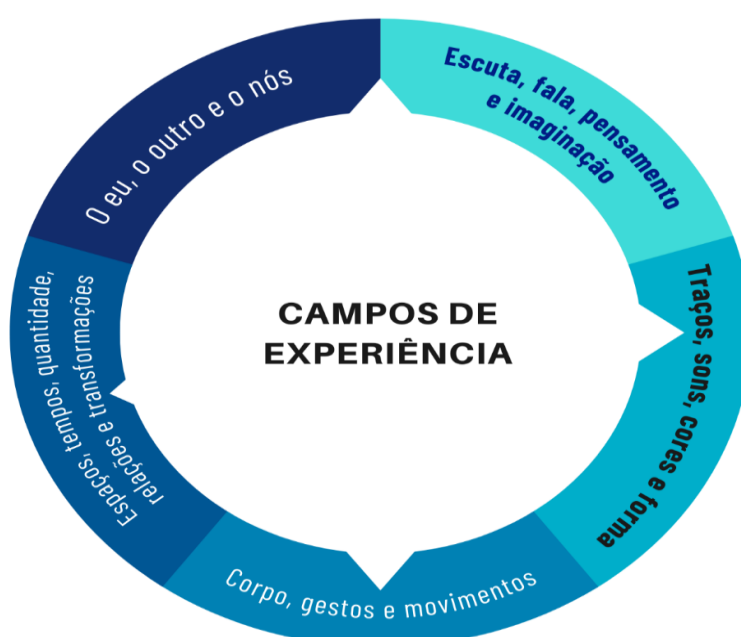 O eu, o outro e o nós
Escuta, fala, pensamento
e imaginação
Traços, sons, cores e forma
CAMPOS DE
EXPERIÊNCIA
Espaços, tempos, quantidade,
relações e transformações
Corpo, gestos e movimentos